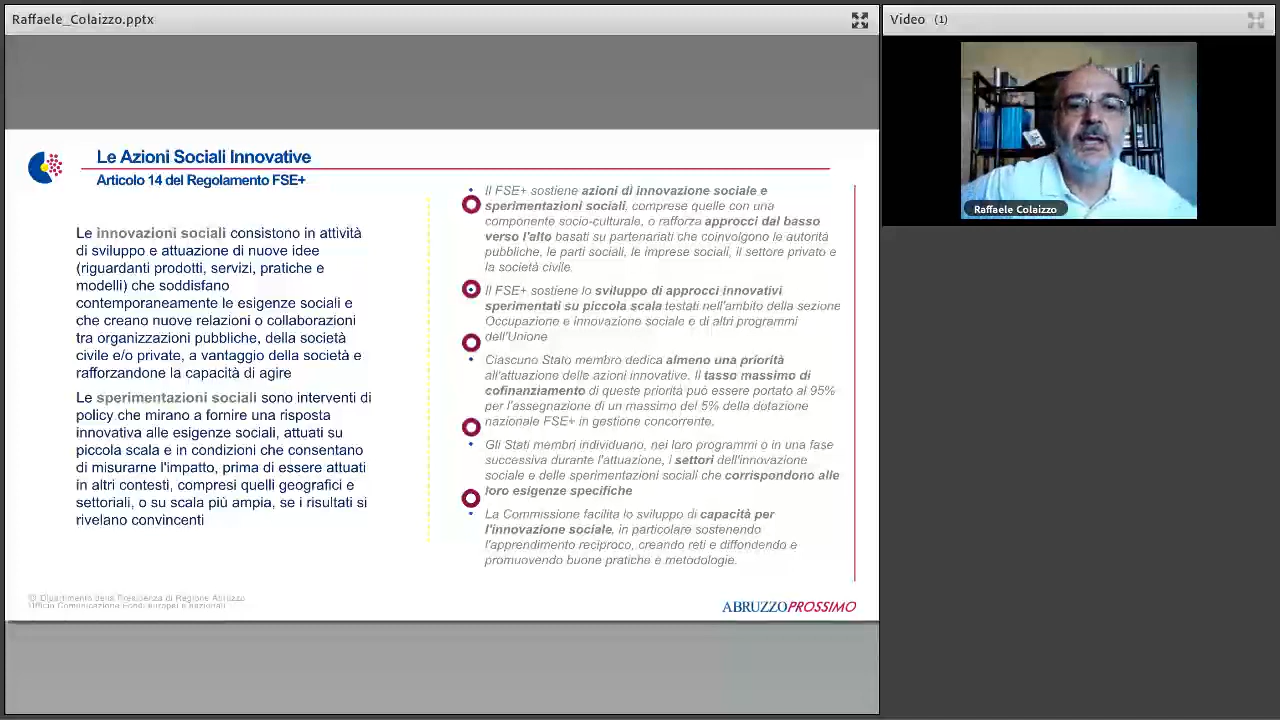 Raffaele_Colaizzo.pptx
Video (1)
Raffaele Colaizzo
Le Azioni Sociali Innovative
Articolo 14 del Regolamento FSE+
Le innovazioni sociali consistono in attività
di sviluppo e attuazione di nuove idee
(riguardanti prodotti, servizi, pratiche e
modelli) che soddisfano
contemporaneamente le esigenze sociali e
che creano nuove relazioni o collaborazioni
tra organizzazioni pubbliche, della società
civile e/o private, a vantaggio della società e
rafforzandone la capacità di agire
Le sperimentazioni sociali sono interventi di
policy che mirano a fornire una risposta
innovativa alle esigenze sociali, attuati su
piccola scala e in condizioni che consentano
di misurarne l'impatto, prima di essere attuati
in altri contesti, compresi quelli geografici e
settoriali, o su scala più ampia, se i risultati si
rivelano convincenti
• Il FSE+ sostiene azioni di innovazione sociale e
sperimentazioni sociali, comprese quelle con una
componente socio-culturale, o rafforza approcci dal basso
verso l'alto basati su partenariati che coinvolgono le autorità
pubbliche, le parti sociali, le imprese sociali, il settore privato e
la società civile.
• Il FSE+ sostiene lo sviluppo di approcci innovativi
sperimentati su piccola scala testati nell'ambito della sezione
Occupazione e innovazione sociale e di altri programmi
dell'Unione
• Ciascuno Stato membro dedica almeno una priorità
all'attuazione delle azioni innovative. Il tasso massimo di
cofinanziamento di queste priorità può essere portato al 95%
per l'assegnazione di un massimo del 5% della dotazione
nazionale FSE+ in gestione concorrente.
• Gli Stati membri individuano, nei loro programmi o in una fase
successiva durante l'attuazione, i settori dell'innovazione
sociale e delle sperimentazioni sociali che corrispondono alle
loro esigenze specifiche
• La Commissione facilita lo sviluppo di capacità per
l'innovazione sociale, in particolare sostenendo
l'apprendimento reciproco, creando reti e diffondendo e
promuovendo buone pratiche e metodologie.
© Dipartimento della Presidenza di Regione Abruzzo
Ufficio Comunicazione Fondi europei e nazionali
ABRUZZOPROSSIMO